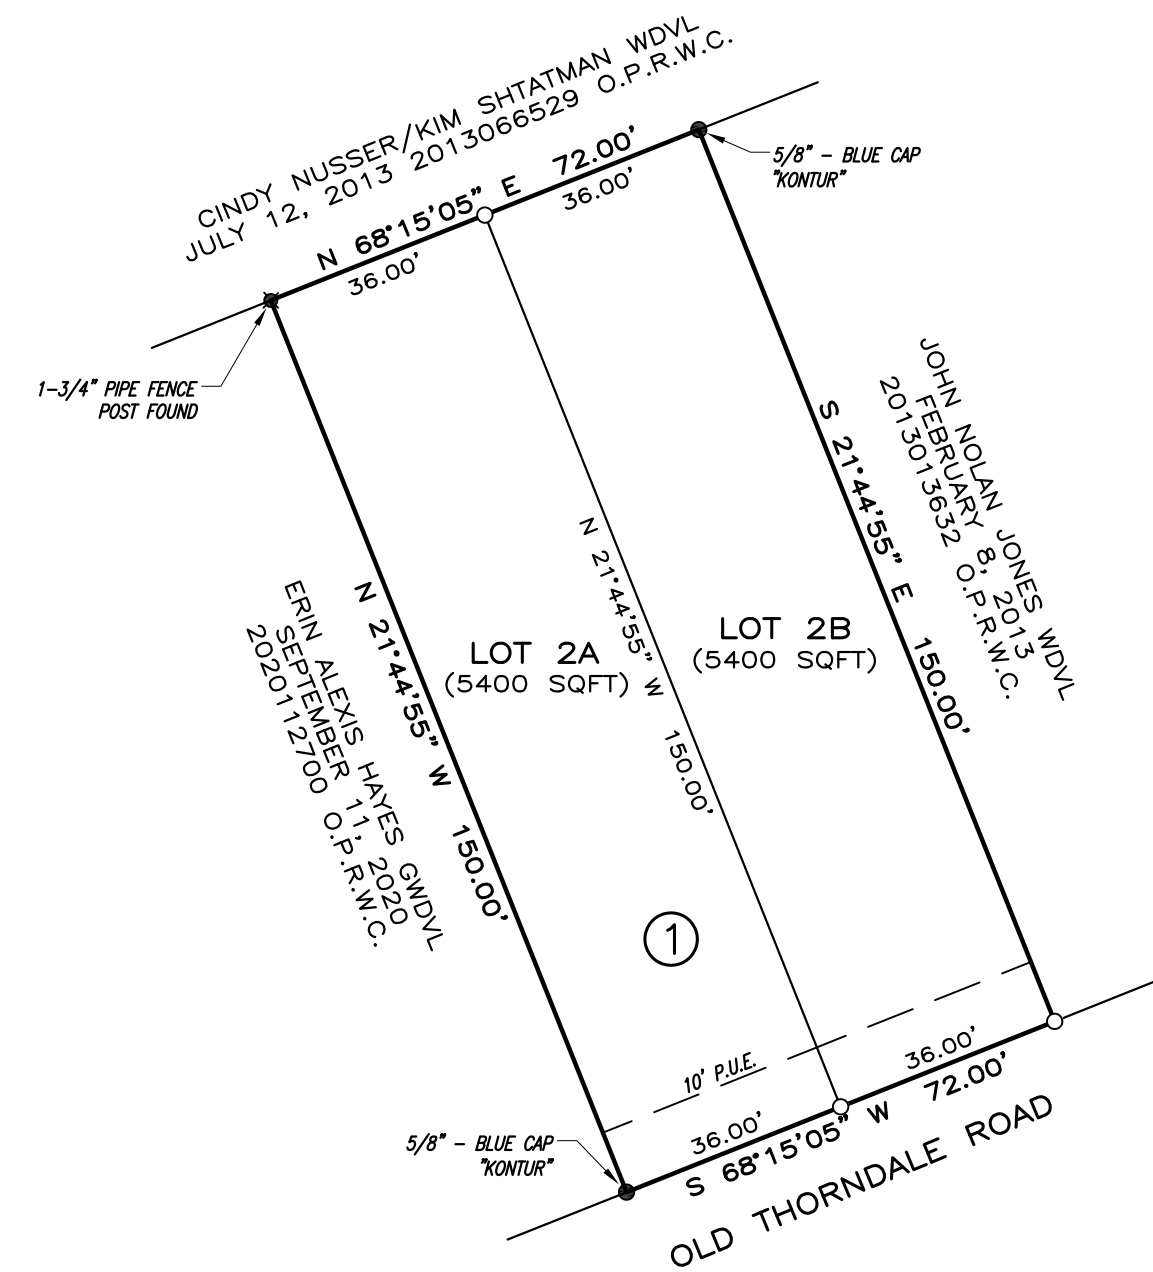 CINDY NUSSER/KIM SHTATMAN WDVL
JULY 12, 2013 2013066529 O.P.R.W.C.
N 68°15'05" E 72.00'
36.00'
36.00'
5/8" - BLUE CAP
"KONTUR"
1-3/4" PIPE FENCE
POST FOUND
JOHN NOLAN JONES WDVL
FEBRUARY 8, 2013
2013013632 O.P.R.W.C.
S 21°44'55" E 150.00'
N 21°44'55" W 150.00'
N 21°44'55" W 150.00'
ERIN ALEXIS HAYES GWDVL
SEPTEMBER 11, 2020
2020112700 O.P.R.W.C.
LOT 2A
(5400 SQFT)
LOT 2B
(5400 SQFT)
1
10' P.U.E.
36.00'
36.00'
S 68°15'05" W 72.00'
5/8" - BLUE CAP
"KONTUR"
OLD THORNDALE ROAD